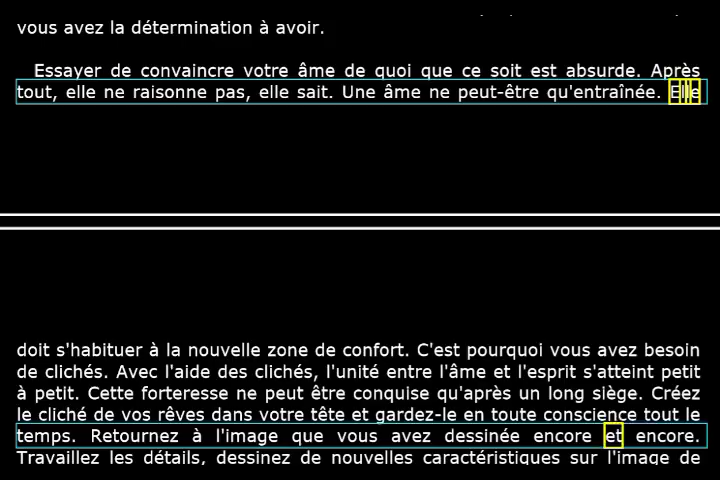 vous avez la détermination à avoir.
Essayer de convaincre votre âme de quoi que ce soit est absurde. Après
tout, elle ne raisonne pas, elle sait. Une âme ne peut-être qu'entraînée. Elle
doit s'habituer à la nouvelle zone de confort. C'est pourquoi vous avez besoin
de clichés. Avec l'aide des clichés, l'unité entre l'âme et l'esprit s'atteint petit
à petit. Cette forteresse ne peut être conquise qu'après un long siège. Créez
le cliché de vos rêves dans votre tête et gardez-le en toute conscience tout le
temps. Retournez à l'image que vous avez dessinée encore et encore.
Travaillez les détails, dessinez de nouvelles caractéristiques sur l'image de